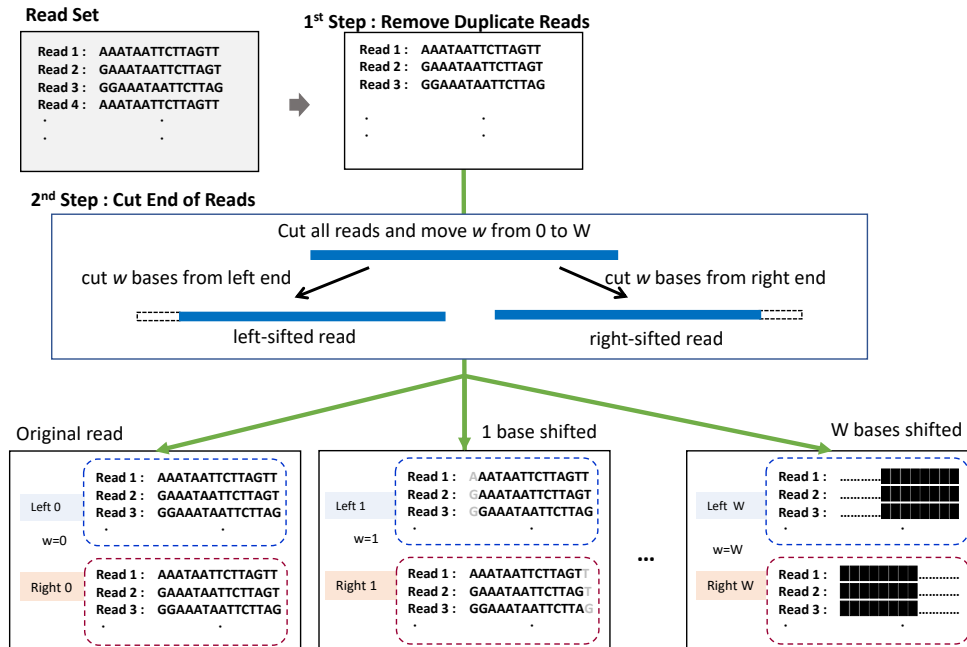 Read Set
Read 1 : AAATAATTCTTAGTT
Read 2 : GAAATAATTCTTAGT
Read 3 : GGAAATAATTCTTAG
Read 4 : AAATAATTCTTAGTT
. .
. .
1st Step : Remove Duplicate Reads
Read 1 : AAATAATTCTTAGTT
Read 2 : GAAATAATTCTTAGT
Read 3 : GGAAATAATTCTTAG
. .
. .
2nd Step : Cut End of Reads
Cut all reads and move w from 0 to W
cut w bases from left end
cut w bases from right end
left-sifted read
right-sifted read
Original read
Left 0
Read 1 : AAATAATTCTTAGTT
Read 2 : GAAATAATTCTTAGT
Read 3 : GGAAATAATTCTTAG
. .
w=0
Right 0
Read 1 : AAATAATTCTTAGTT
Read 2 : GAAATAATTCTTAGT
Read 3 : GGAAATAATTCTTAG
. .
1 base shifted
Left 1
Read 1 : AAATAATTCTTAGTT
Read 2 : GAAATAATTCTTAGT
Read 3 : GGAAATAATTCTTAG
. .
w=1
Right 1
Read 1 : AAATAATTCTTAGTT
Read 2 : GAAATAATTCTTAGT
Read 3 : GGAAATAATTCTTAG
. .
...
W bases shifted
Left W
Read 1 : ............
Read 2 : ............
Read 3 : ............
. .
w=W
Right W
Read 1 : ............
Read 2 : ............
Read 3 : ............
. .